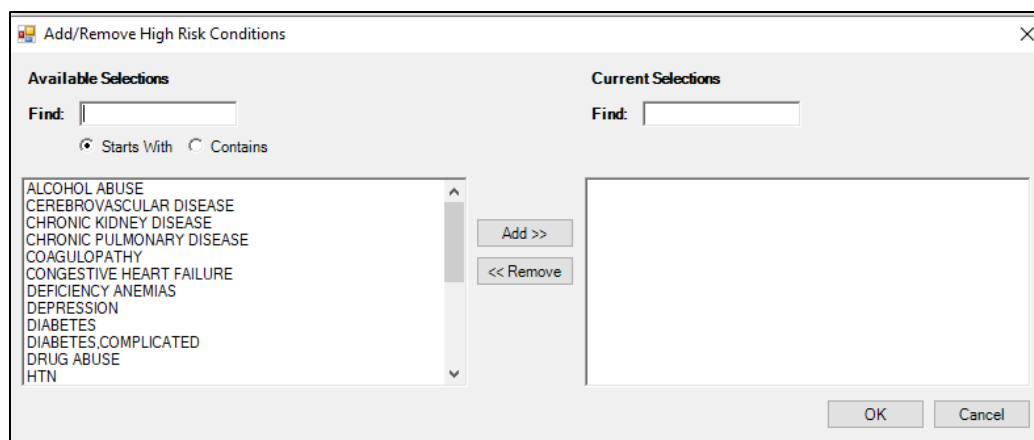 Add/Remove High Risk Conditions
Available Selections
Find:
Starts With Contains
ALCOHOL ABUSE
CEREBROVASCULAR DISEASE
CHRONIC KIDNEY DISEASE
CHRONIC PULMONARY DISEASE
COAGULOPATHY
CONGESTIVE HEART FAILURE
DEFICIENCY ANEMIAS
DEPRESSION
DIABETES
DIABETES,COMPLICATED
DRUG ABUSE
HTN
Add >>
<< Remove
Current Selections
Find:
OK Cancel